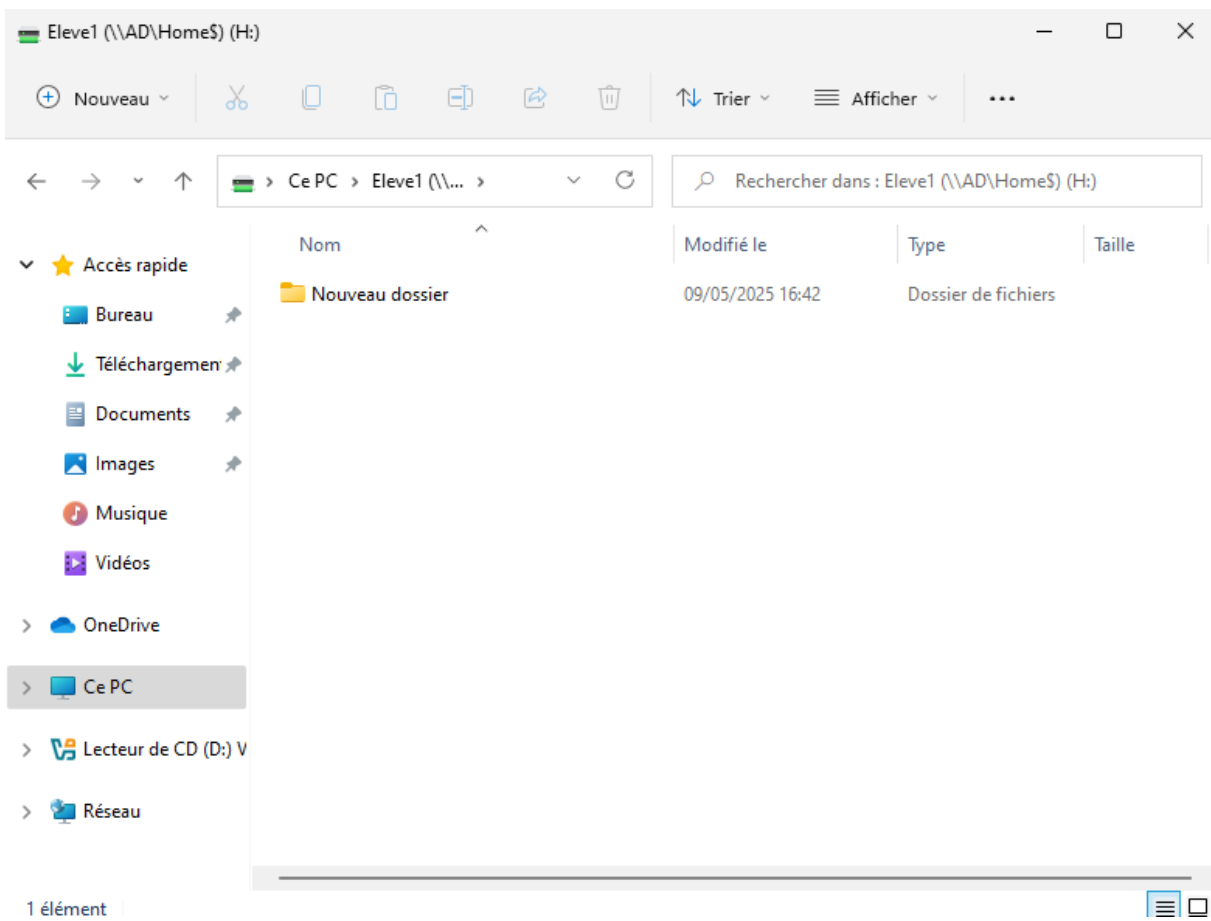 Eleve1 (\\AD\Home$) (H:)
Nouveau Trier Afficher
Ce PC Eleve1 (\\... Rechercher dans : Eleve1 (\\AD\Home$) (H:)
Nom Modifié le Type Taille
Accès rapide
Nouveau dossier 09/05/2025 16:42 Dossier de fichiers
Bureau
Téléchargemen
Documents
Images
Musique
Vidéos
OneDrive
Ce PC
Lecteur de CD (D:) V
Réseau
1 élément